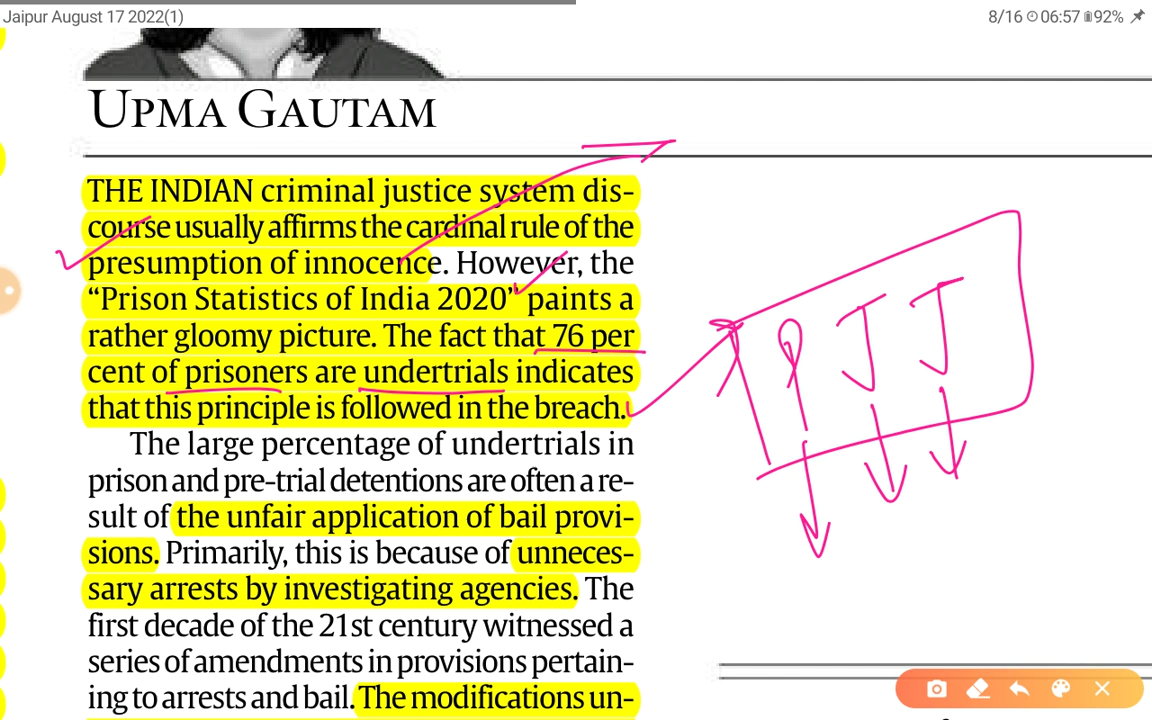 Jaipur August 17 2022(1)
8/16 06:57 92%
UPMA GAUTAM
THE INDIAN criminal justice system dis-
course usually affirms the cardinal rule of the
presumption of innocence. However, the
“Prison Statistics of India 2020” paints a
rather gloomy picture. The fact that 76 per
cent of prisoners are undertrials indicates
that this principle is followed in the breach.
The large percentage of undertrials in
prison and pre-trial detentions are often a re-
sult of the unfair application of bail provi-
sions. Primarily, this is because of unneces-
sary arrests by investigating agencies. The
first decade of the 21st century witnessed a
series of amendments in provisions pertain-
ing to arrests and bail. The modifications un-
P J J